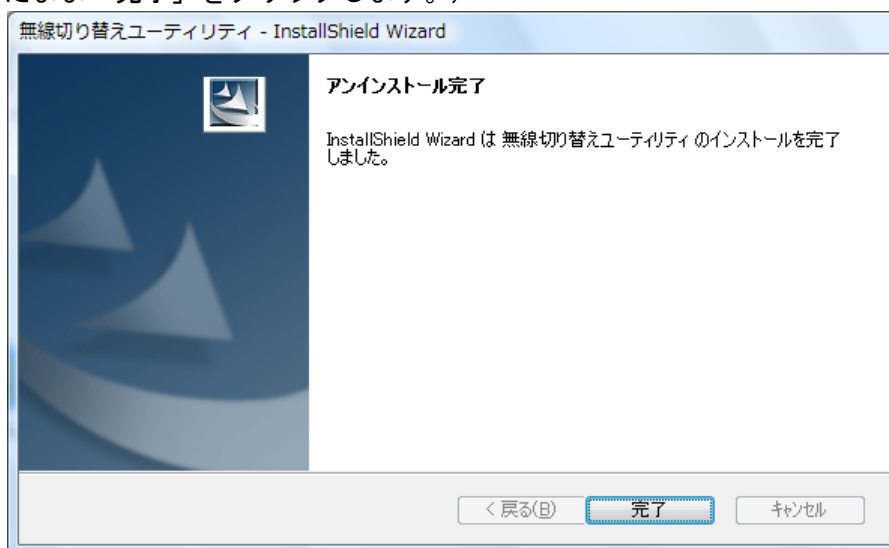 無線切り替えユーティリティ - InstallShield Wizard
アンインストール完了
InstallShield Wizard は 無線切り替えユーティリティ のインストールを完了
しました。
< 戻る(B)
完了
キャンセル